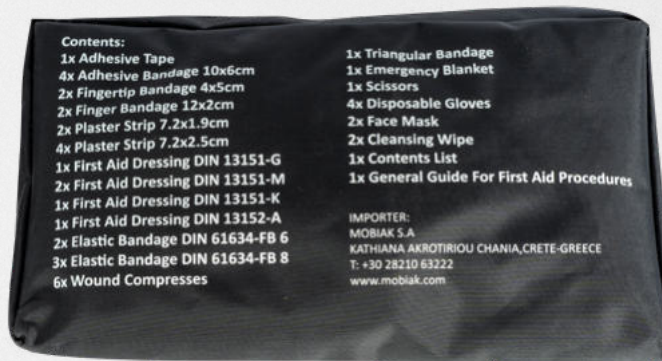 Contents:
1x Adhesive Tape
4x Adhesive Bandage 10x6cm
2x Fingertip Bandage 4x5cm
2x Finger Bandage 12x2cm
2x Plaster Strip 7.2x1.9cm
4x Plaster Strip 7.2x2.5cm
1x First Aid Dressing DIN 13151-G
2x First Aid Dressing DIN 13151-M
1x First Aid Dressing DIN 13151-K
1x First Aid Dressing DIN 13152-A
2x Elastic Bandage DIN 61634-FB 6
3x Elastic Bandage DIN 61634-FB 8
6x Wound Compresses
1x Triangular Bandage
1x Emergency Blanket
1x Scissors
4x Disposable Gloves
2x Face Mask
2x Cleansing Wipe
1x Contents List
1x General Guide For First Aid Procedures
IMPORTER:
MOBIAK S.A
KATHIANA AKROTIRIOU CHANIA,CRETE-GREECE
T: +30 28210 63222
www.mobiak.com